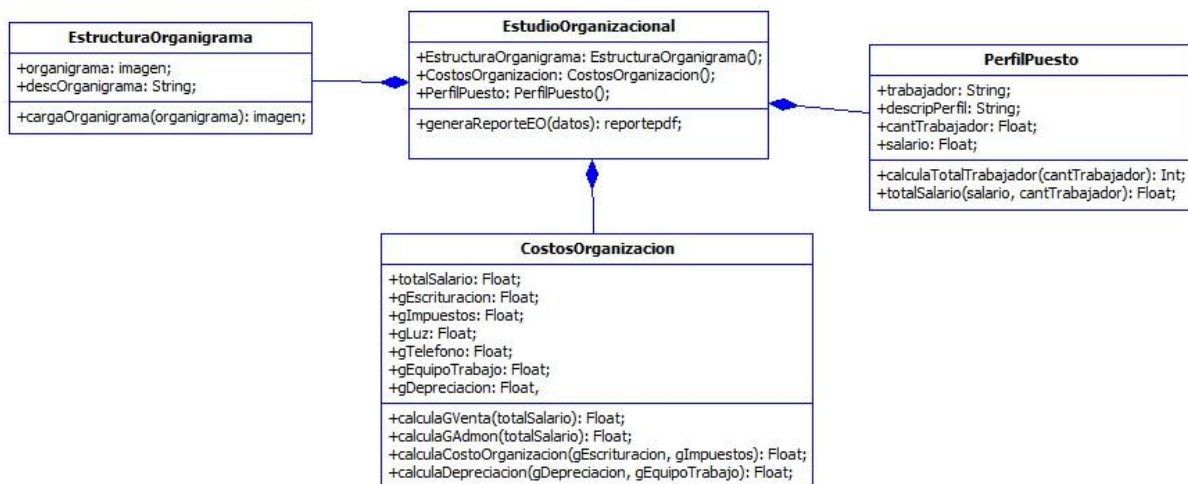 EstructuraOrganigrama
+organigrama: imagen;
+descOrganigrama: String;
+cargaOrganigrama(organigrama): imagen;
EstudioOrganizacional
+EstructuraOrganigrama: EstructuraOrganigrama();
+CostosOrganizacion: CostosOrganizacion();
+PerfilPuesto: PerfilPuesto();
+generaReporteEO(datos): reportepdf;
PerfilPuesto
+trabajador: String;
+descripPerfil: String;
+cantTrabajador: Float;
+salario: Float;
+calculaTotalTrabajador(cantTrabajador): Int;
+totalSalario(salario, cantTrabajador): Float;
CostosOrganizacion
+totalSalario: Float;
+gEscrituracion: Float;
+gImpuestos: Float;
+gLuz: Float;
+gTelefono: Float;
+gEquipoTrabajo: Float;
+gDepreciacion: Float,
+calculaGVenta(totalSalario): Float;
+calculaGAdmon(totalSalario): Float;
+calculaCostoOrganizacion(gEscrituracion, gImpuestos): Float;
+calculaDepreciacion(gDepreciacion, gEquipoTrabajo): Float;